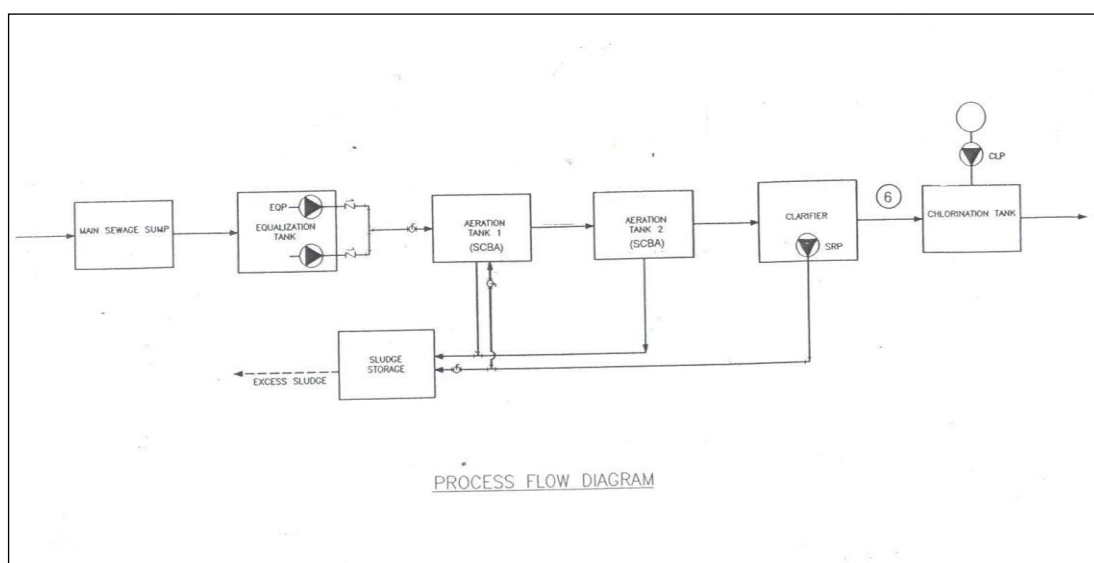 MAIN SEWAGE SUMP
EQP
EQUALIZATION
TANK
AERATION
TANK 1
(SCBA)
AERATION
TANK 2
(SCBA)
CLARIFIER
SRP
6
CLP
CHLORINATION TANK
SLUDGE
STORAGE
EXCESS SLUDGE
PROCESS FLOW DIAGRAM